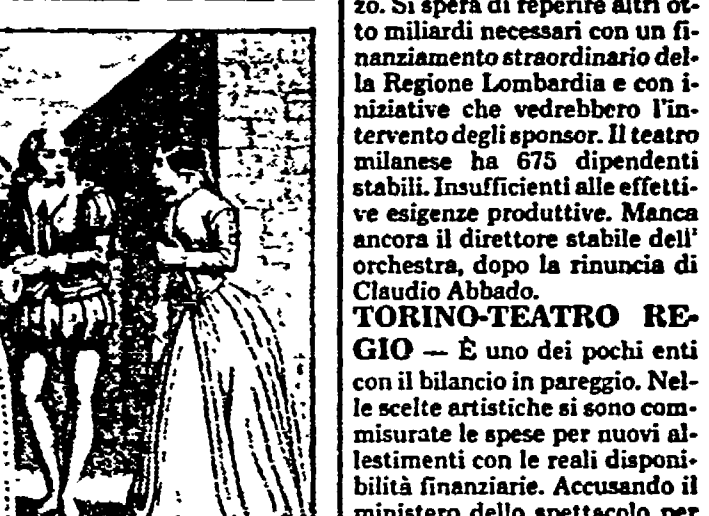 zo. Si spera di reperire altri ot-
to miliardi necessari con un fi-
nanziamento straordinario del-
la Regione Lombardia e con i-
niziative che vedrebbero l'in-
tervento degli sponsor. Il teatro
milanese ha 675 dipendenti
stabili. Insufficienti alle effetti-
ve esigenze produttive. Manca
ancora il direttore stabile dell'
orchestra, dopo la rinuncia di
Claudio Abbado.
TORINO-TEATRO RE-
GIO — È uno dei pochi enti
con il bilancio in pareggio. Nel-
le scelte artistiche si sono com-
misurate le spese per nuovi al-
lestimenti con le reali disponi-
bilità finanziarie. Accusando il
ministero dello spettacolo per